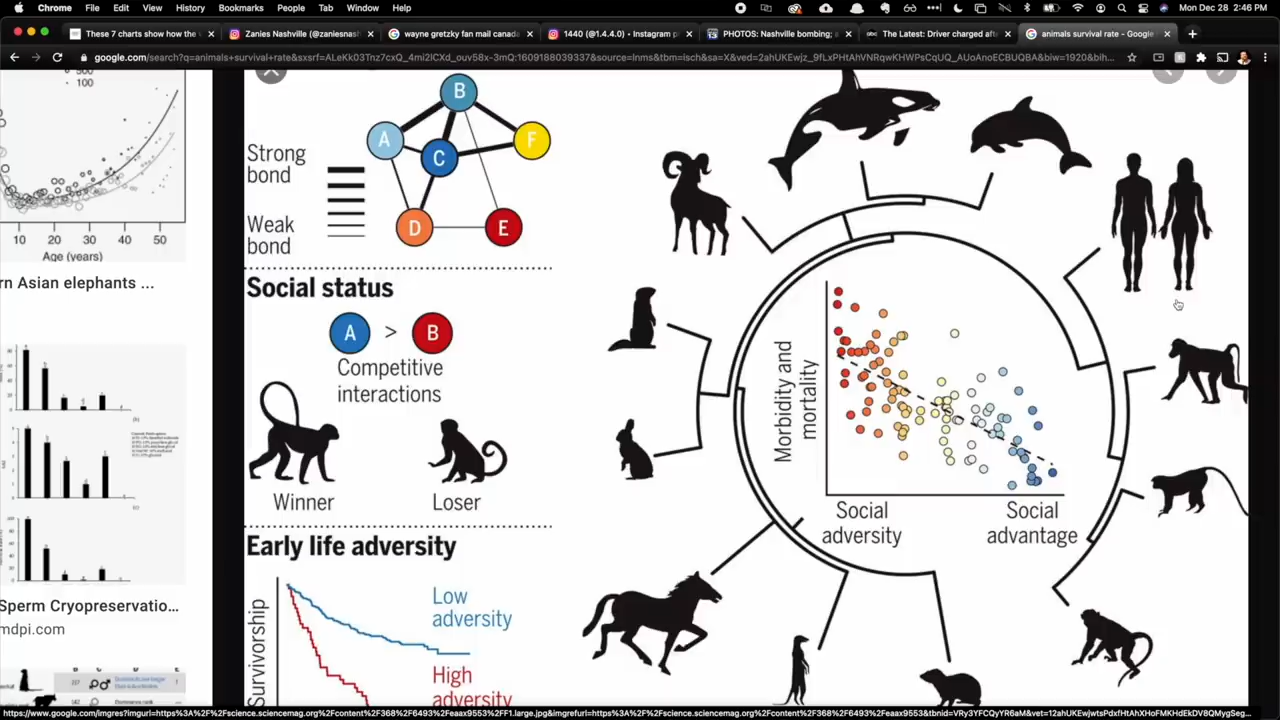 Chrome File Edit View History Bookmarks People Tab Window Help Mon Dec 28 2:46 PM
These 7 charts show how the w
Zanies Nashville (@zaniesnas
wayne gretzky fan mail canada
1440 (@1.4.4.0) • Instagram p
PHOTOS: Nashville bombing; a
The Latest: Driver charged aft
animals survival rate - Google
500
100
10 20 30 40 50
Age (years)
rn Asian elephants ...
Sperm Cryopreservatio...
mdpi.com
Strong
bond
Weak
bond
A
B
C
D
E
F
Social status
A > B
Competitive
interactions
Winner Loser
Early life adversity
Survivorship
Low
adversity
High
adversity
Morbidity and
mortality
Social
adversity
Social
advantage